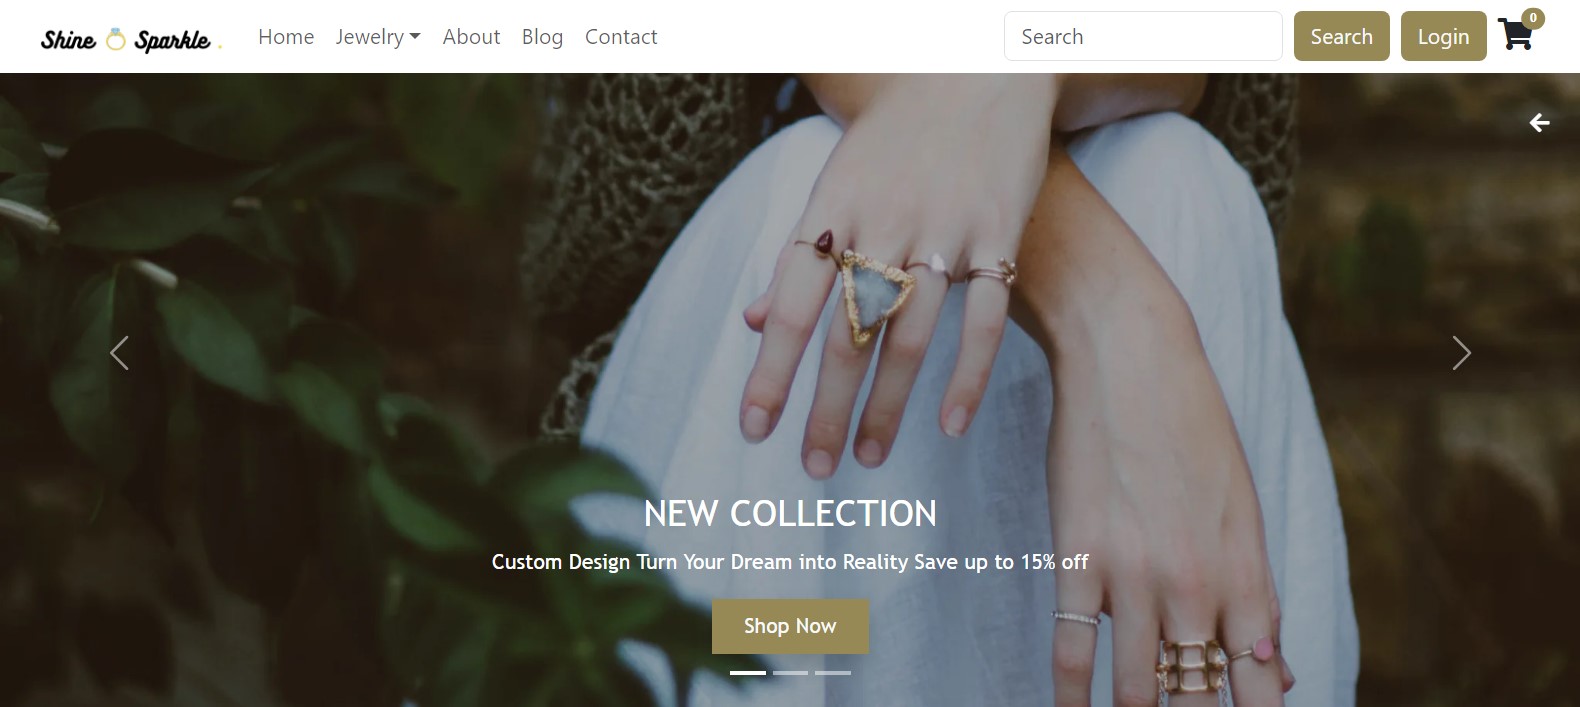 Shine Sparkle .
Home Jewelry About Blog Contact
Search
Search
Login
0
NEW COLLECTION
Custom Design Turn Your Dream into Reality Save up to 15% off
Shop Now